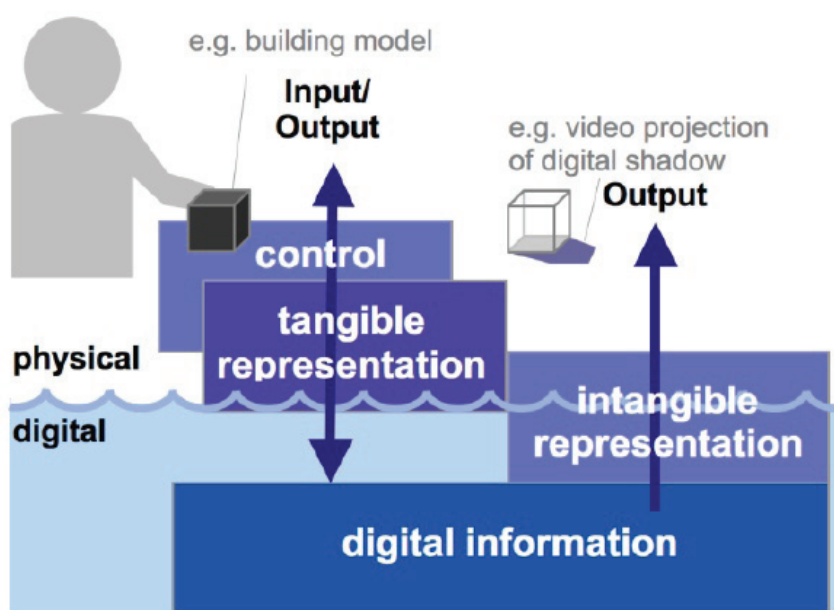 e.g. building model
Input/
Output
e.g. video projection
of digital shadow
Output
control
tangible
representation
physical
digital
intangible
representation
digital information